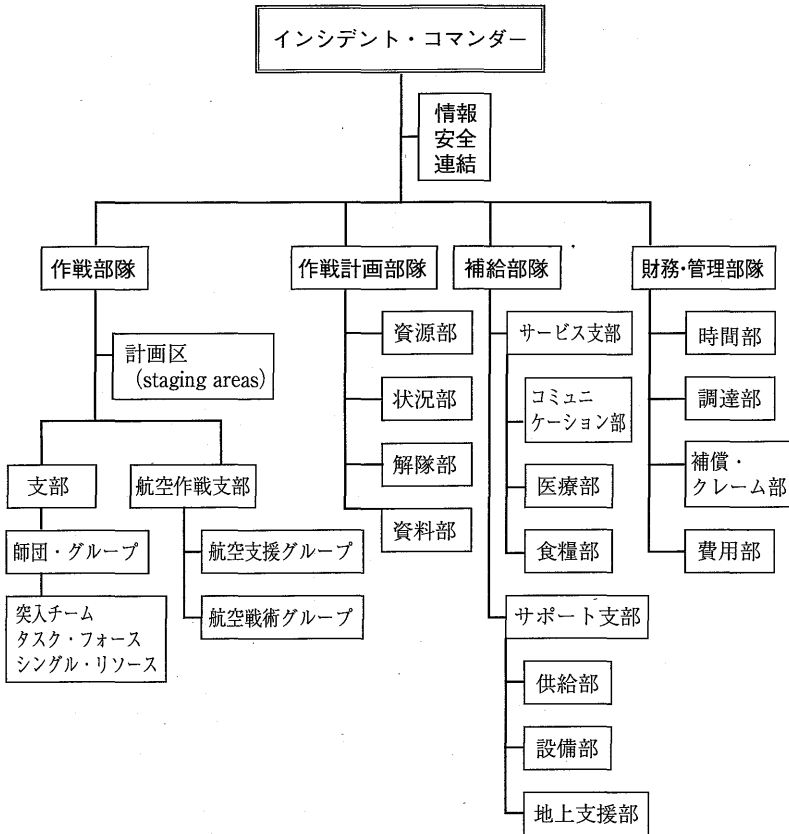 インシデント・コマンダー
情報
安全
連結
作戦部隊
作戦計画部隊
補給部隊
財務・管理部隊
計画区
(staging areas)
支部
航空作戦支部
師団・グループ
航空支援グループ
突入チーム
タスク・フォース
シングル・リソース
航空戦術グループ
資源部
状況部
解隊部
資料部
サービス支部
コミュニ
ケーション部
医療部
食糧部
サポート支部
供給部
設備部
地上支援部
時間部
調達部
補償・
クレーム部
費用部